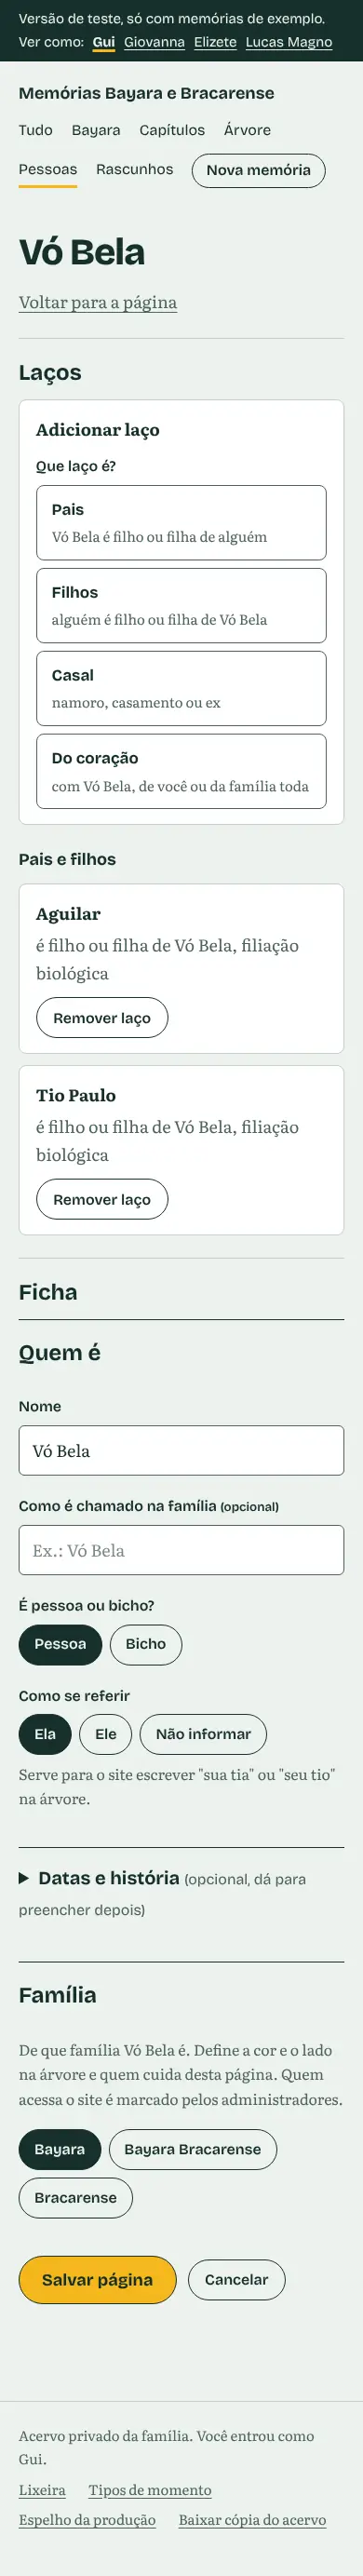 Versão de teste, só com memórias de exemplo.
Ver como: Gui Giovanna Elizete Lucas Magno
Memórias Bayara e Bracarense
Tudo Bayara Capítulos Árvore
Pessoas Rascunhos Nova memória
Vó Bela
Voltar para a página
Laços
Adicionar laço
Que laço é?
Pais
Vó Bela é filho ou filha de alguém
Filhos
alguém é filho ou filha de Vó Bela
Casal
namoro, casamento ou ex
Do coração
com Vó Bela, de você ou da família toda
Pais e filhos
Aguilar
é filho ou filha de Vó Bela, filiação
biológica
Remover laço
Tio Paulo
é filho ou filha de Vó Bela, filiação
biológica
Remover laço
Ficha
Quem é
Nome
Vó Bela
Como é chamado na família (opcional)
Ex.: Vó Bela
É pessoa ou bicho?
Pessoa Bicho
Como se referir
Ela Ele Não informar
Serve para o site escrever "sua tia" ou "seu tio"
na árvore.
Datas e história (opcional, dá para
preencher depois)
Família
De que família Vó Bela é. Define a cor e o lado
na árvore e quem cuida desta página. Quem
acessa o site é marcado pelos administradores.
Bayara Bayara Bracarense
Bracarense
Salvar página Cancelar
Acervo privado da família. Você entrou como
Gui.
Lixeira Tipos de momento
Espelho da produção Baixar cópia do acervo